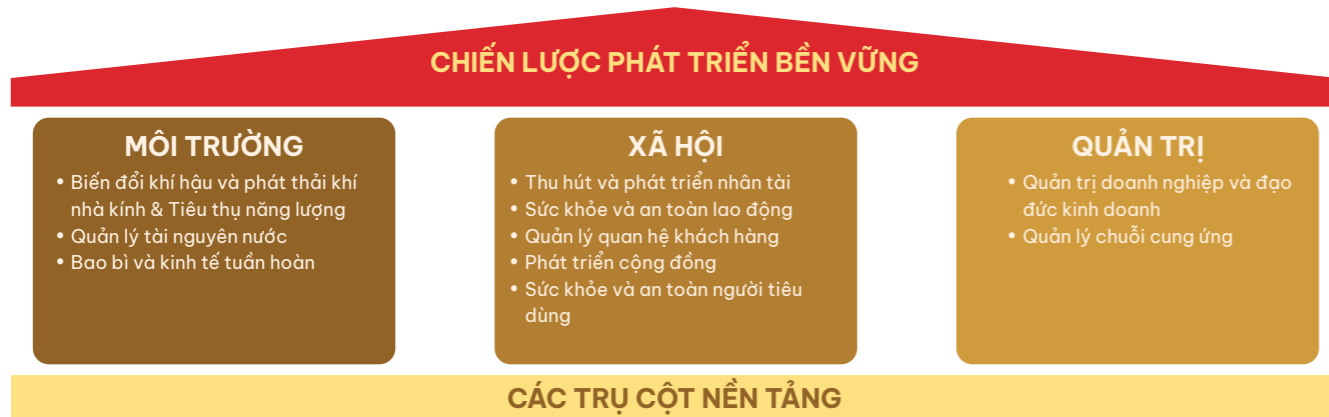 CHIẾN LƯỢC PHÁT TRIỂN BỀN VỮNG
MÔI TRƯỜNG
• Biến đổi khí hậu và phát thải khí
nhà kính & Tiêu thụ năng lượng
• Quản lý tài nguyên nước
• Bao bì và kinh tế tuần hoàn
XÃ HỘI
• Thu hút và phát triển nhân tài
• Sức khỏe và an toàn lao động
• Quản lý quan hệ khách hàng
• Phát triển cộng đồng
• Sức khỏe và an toàn người tiêu
dùng
QUẢN TRỊ
• Quản trị doanh nghiệp và đạo
đức kinh doanh
• Quản lý chuỗi cung ứng
CÁC TRỤ CỘT NỀN TẢNG